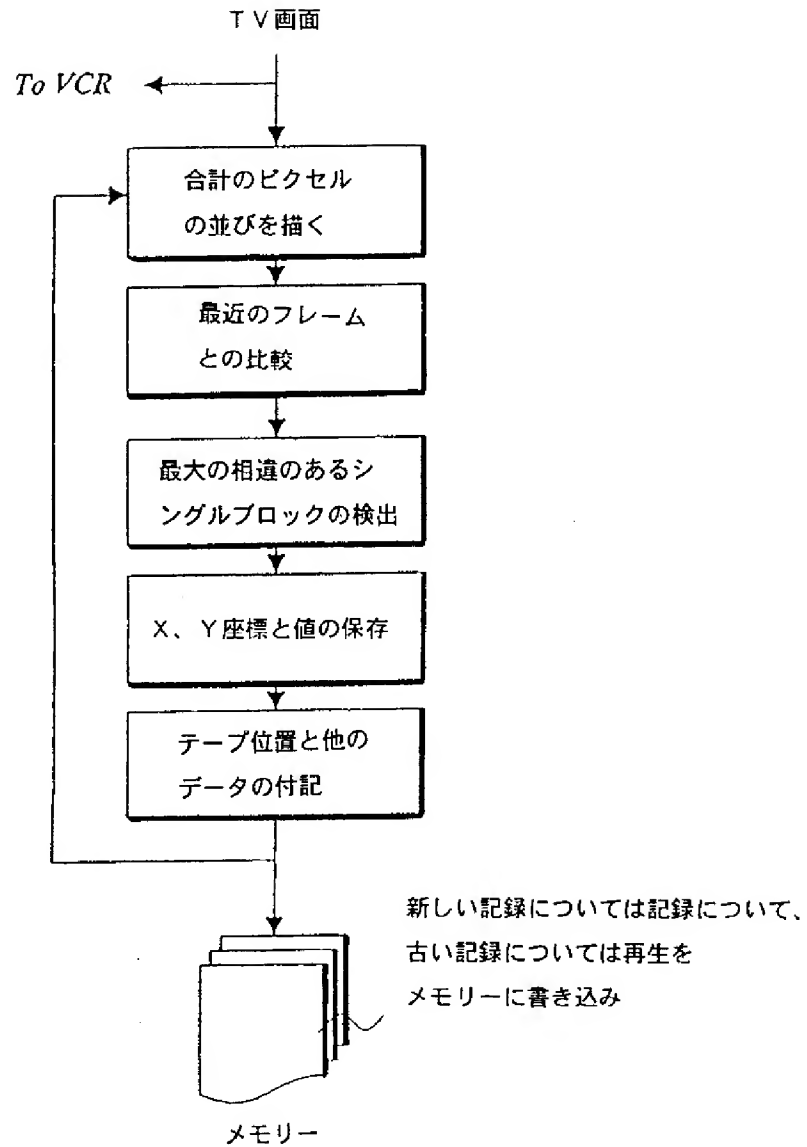 ＴＶ画面
To VCR
合計のピクセル
の並びを描く
最近のフレーム
との比較
最大の相違のあるシ
ングルブロックの検出
Ｘ、Ｙ座標と値の保存
テープ位置と他の
データの付記
新しい記録については記録について、
古い記録については再生を
メモリーに書き込み
メモリー